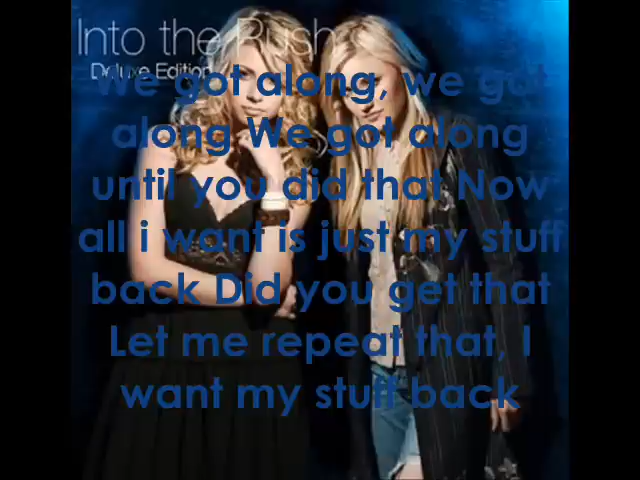 Into the Rush
Deluxe Edition
We got along, we got
along We got along
until you did that Now
all i want is just my stuff
back Did you get that
Let me repeat that, I
want my stuff back